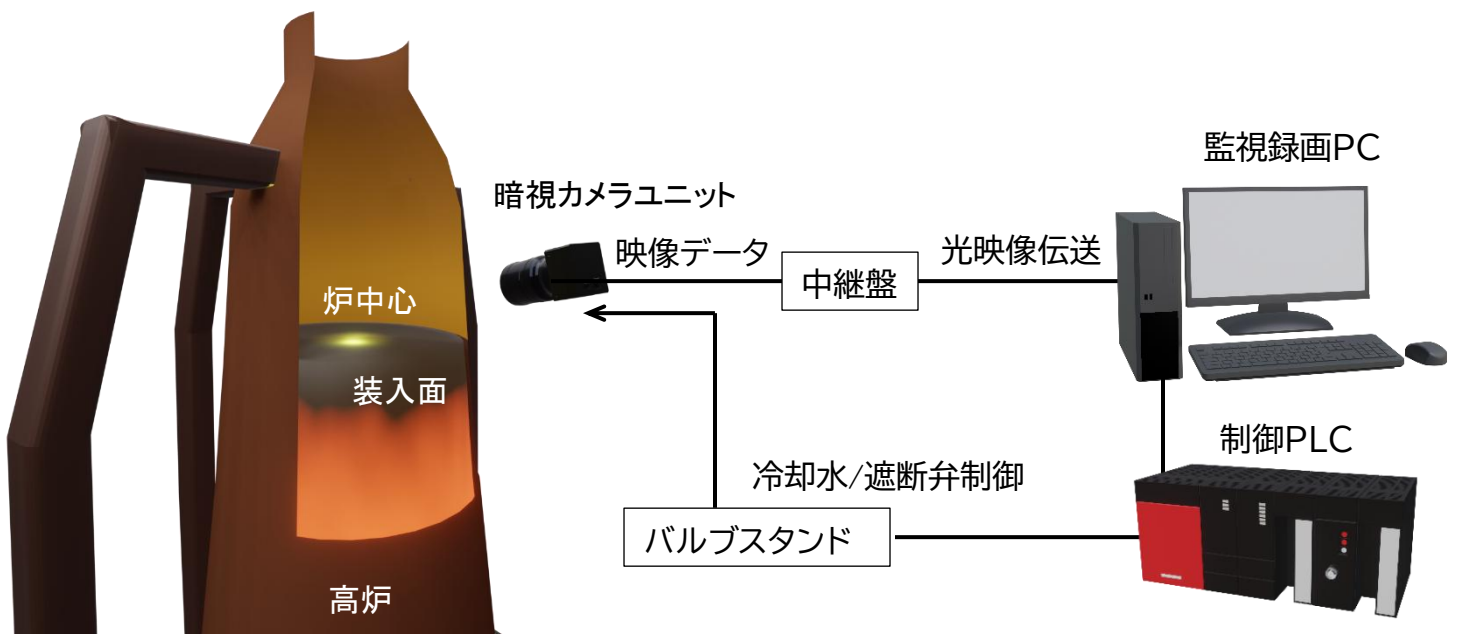 監視録画PC
暗視カメラユニット
映像データ
中継盤
光映像伝送
炉中心
装入面
制御PLC
冷却水/遮断弁制御
バルブスタンド
高炉